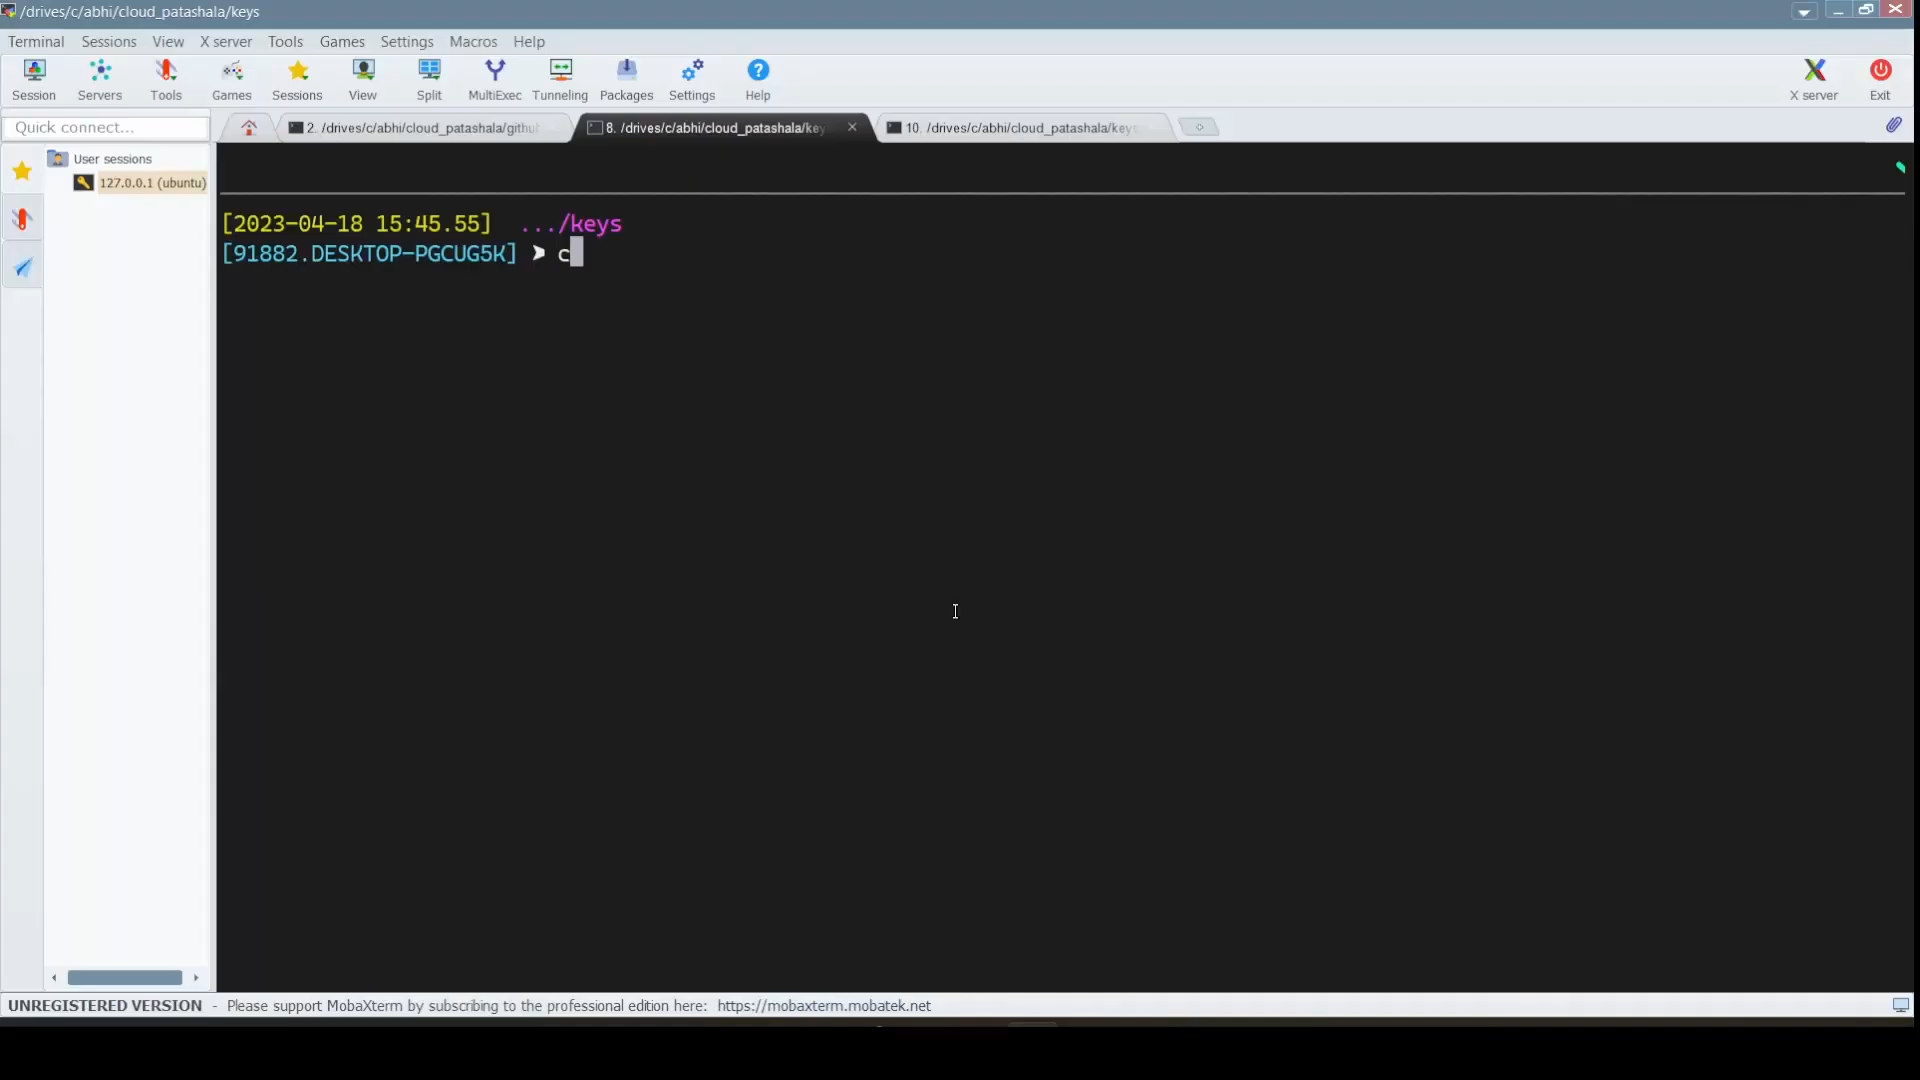 /drives/c/abhi/cloud_patashala/keys
Terminal Sessions View X server Tools Games Settings Macros Help
Session Servers Tools Games Sessions View Split MultiExec Tunneling Packages Settings Help X server Exit
Quick connect...
2. /drives/c/abhi/cloud_patashala/githu
8. /drives/c/abhi/cloud_patashala/key
10. /drives/c/abhi/cloud_patashala/keys
User sessions
127.0.0.1 (ubuntu)
[2023-04-18 15:45.55] .../keys
[91882.DESKTOP-PGCUG5K] ➤ c
UNREGISTERED VERSION - Please support MobaXterm by subscribing to the professional edition here: https://mobaxterm.mobatek.net